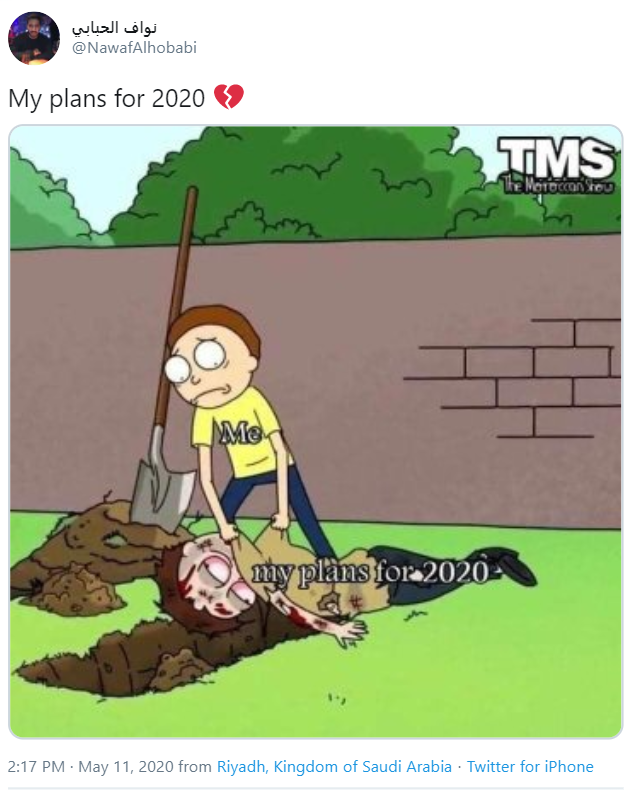 نواف الحبابي
@NawafAlhobabi
My plans for 2020 💔
TMS
The Moroccan Show
Me
my plans for 2020
2:17 PM · May 11, 2020 from Riyadh, Kingdom of Saudi Arabia · Twitter for iPhone